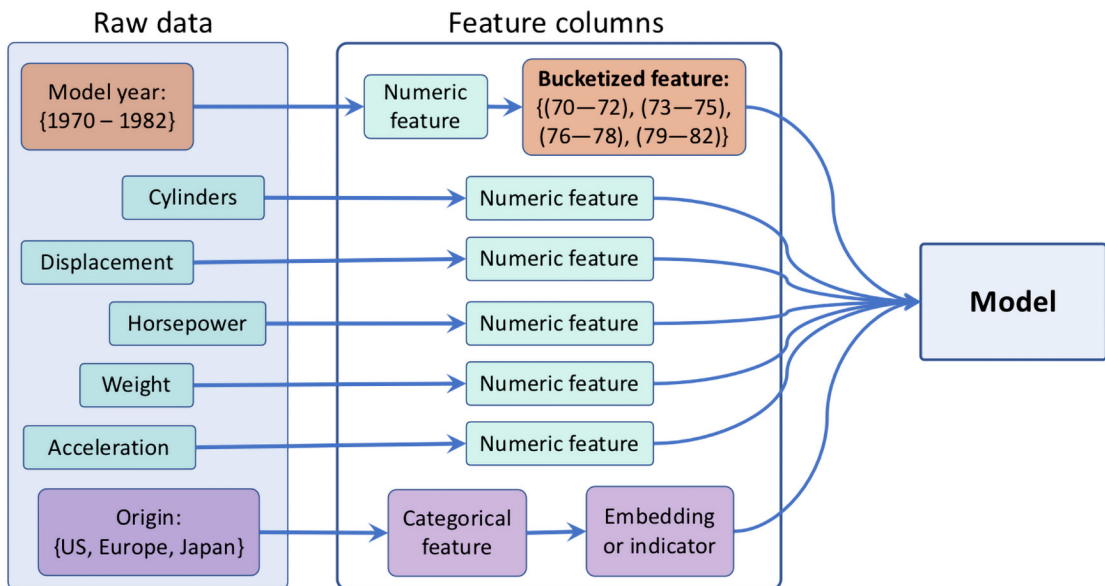 Raw data
Feature columns
Model year:
{1970 – 1982}
Numeric
feature
Bucketized feature:
{(70—72), (73—75),
(76—78), (79—82)}
Cylinders
Numeric feature
Displacement
Numeric feature
Horsepower
Numeric feature
Weight
Numeric feature
Acceleration
Numeric feature
Origin:
{US, Europe, Japan}
Categorical
feature
Embedding
or indicator
Model